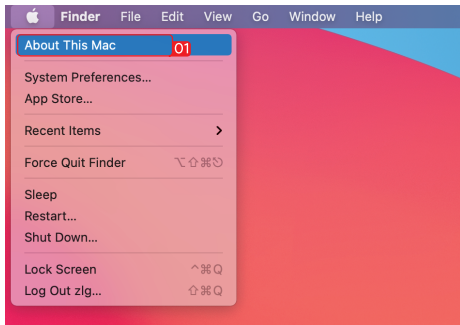 Finder File Edit View Go Window Help
About This Mac 01
System Preferences...
App Store...
Recent Items
Force Quit Finder ⌥⇧⌘⎋
Sleep
Restart...
Shut Down...
Lock Screen ^⌘Q
Log Out zlg... ⇧⌘Q